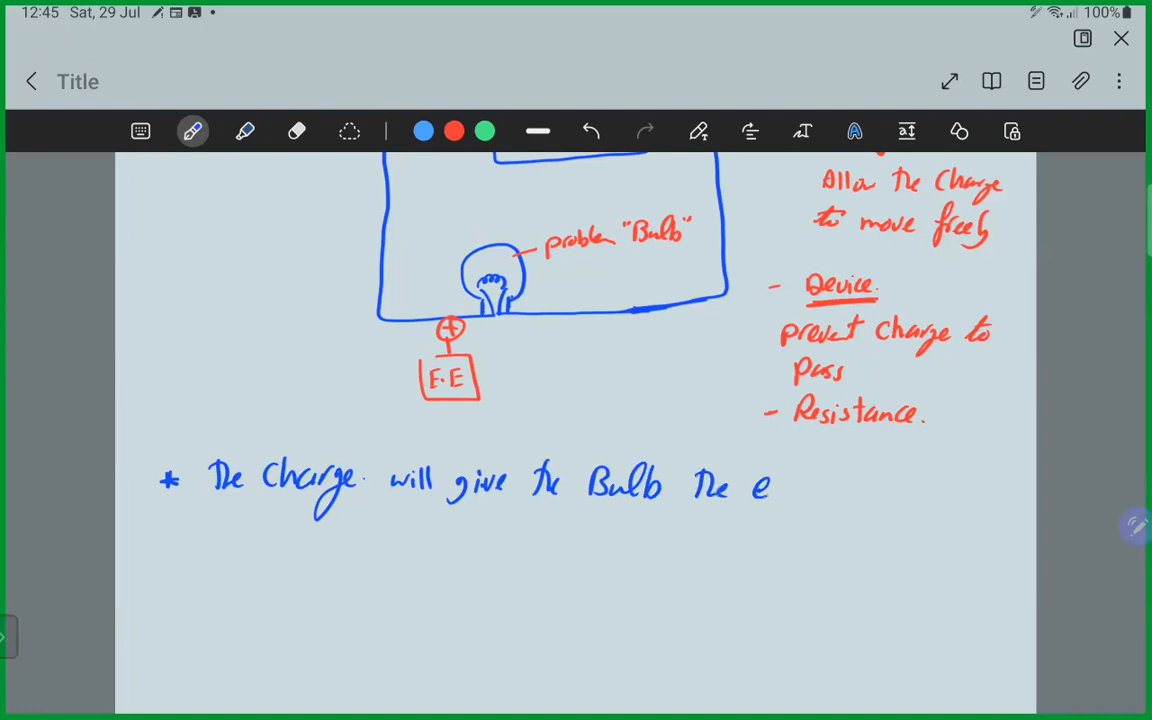 12:45 Sat, 29 Jul
100%
Title
Allow the Charge
to move freely
problem "Bulb"
- Device.
prevent Charge to
Pass
- Resistance.
+
E.E
* The Charge. will give the Bulb the e